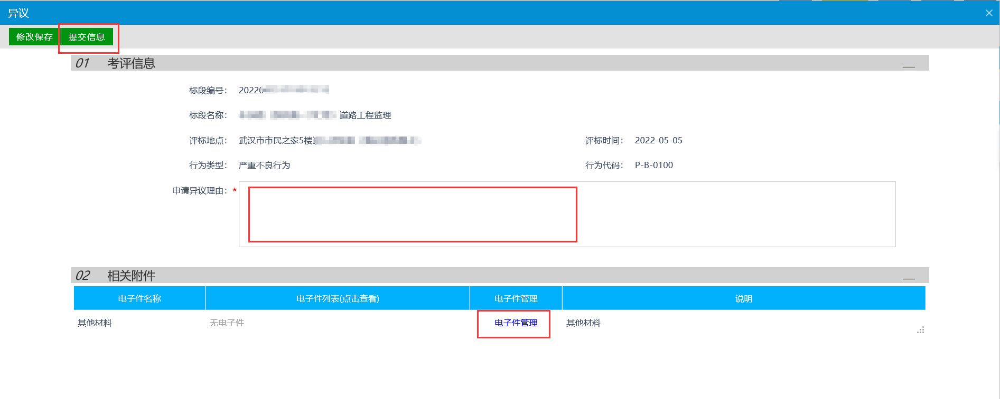 异议
修改保存 提交信息
01 考评信息
标段编号： 20220
标段名称： 道路工程监理
评标地点： 武汉市市民之家5楼 评标时间： 2022-05-05
行为类型： 严重不良行为 行为代码： P-B-0100
申请异议理由：*
02 相关附件
电子件名称 电子件列表(点击查看) 电子件管理 说明
其他材料 无电子件 电子件管理 其他材料